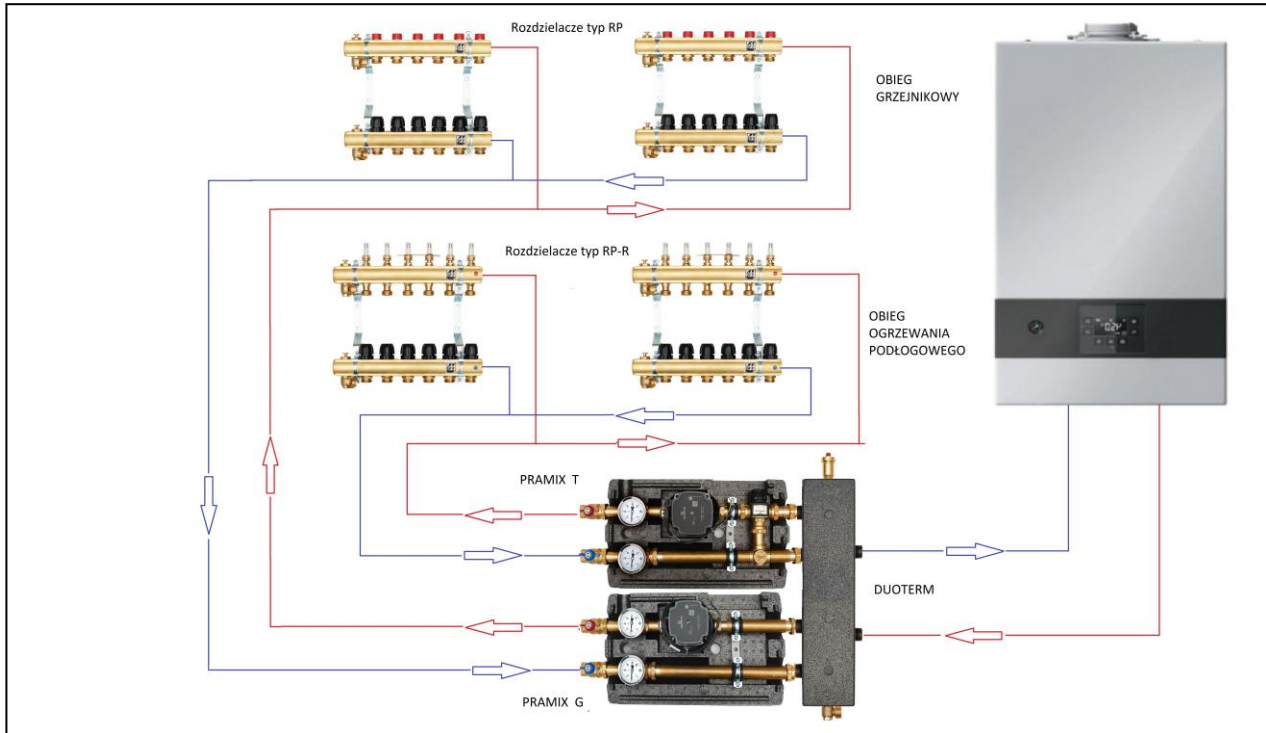 Rozdzielacze typ RP
OBIEG
GRZEJNIKOWY
Rozdzielacze typ RP-R
OBIEG
OGRZEWANIA
PODŁOGOWEGO
PRAMIX T
DUOTERM
PRAMIX G